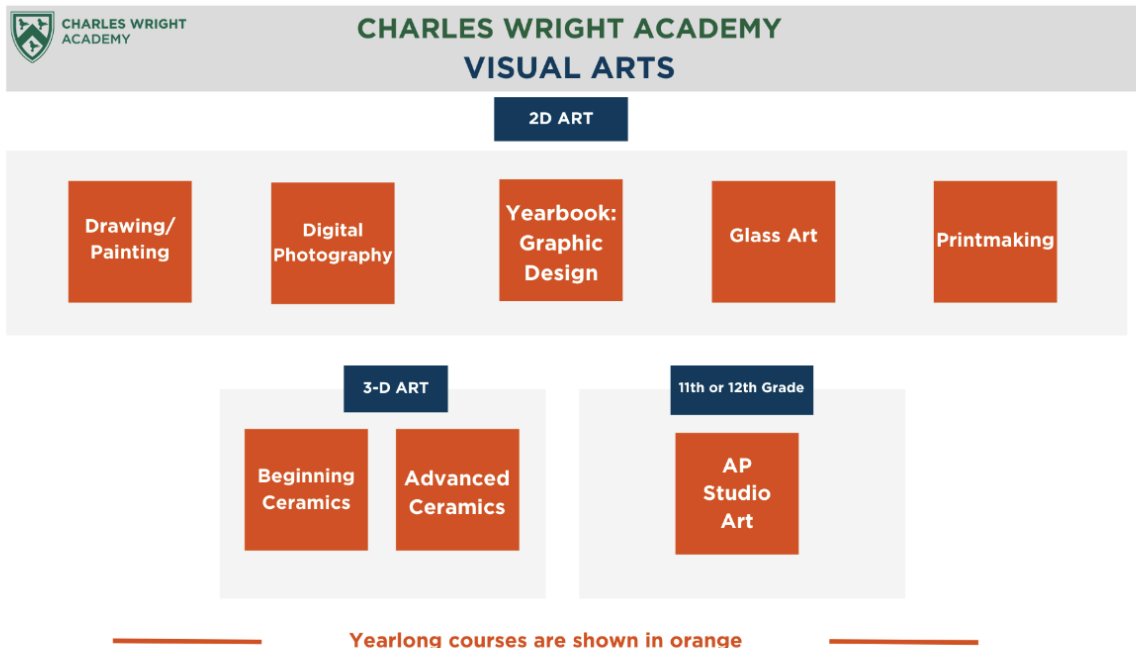 CHARLES WRIGHT
ACADEMY
CHARLES WRIGHT ACADEMY
VISUAL ARTS
2D ART
Drawing/
Painting
Digital
Photography
Yearbook:
Graphic
Design
Glass Art
Printmaking
3-D ART
Beginning
Ceramics
Advanced
Ceramics
11th or 12th Grade
AP
Studio
Art
Yearlong courses are shown in orange